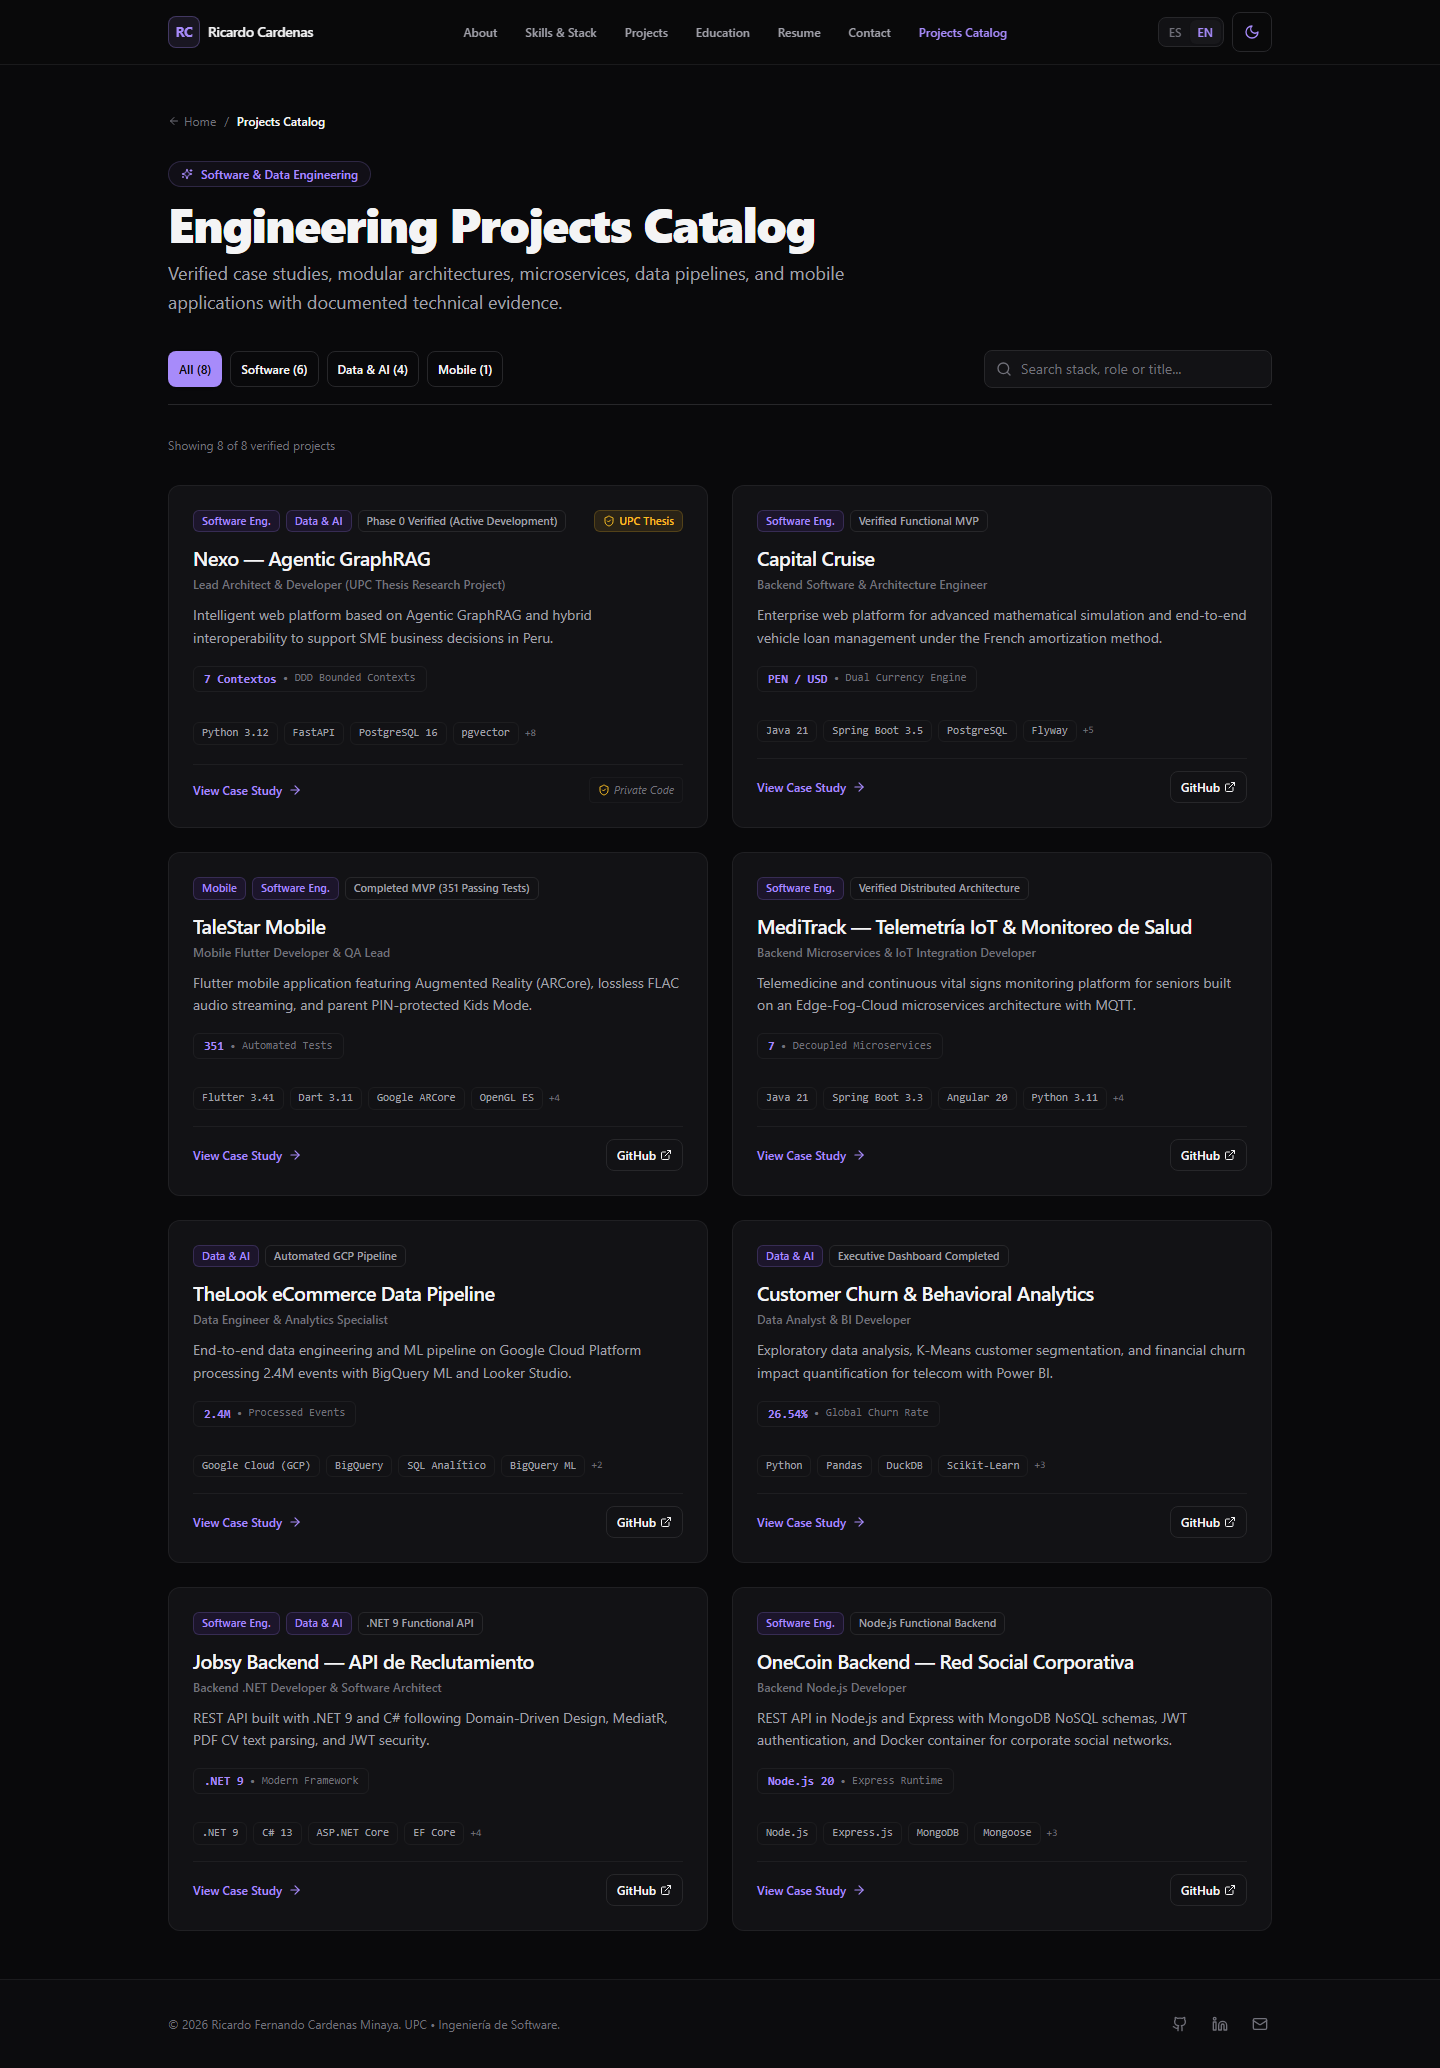 RC Ricardo Cardenas
About Skills & Stack Projects Education Resume Contact Projects Catalog
ES EN
← Home / Projects Catalog
Software & Data Engineering
Engineering Projects Catalog
Verified case studies, modular architectures, microservices, data pipelines, and mobile
applications with documented technical evidence.
All (8) Software (6) Data & AI (4) Mobile (1)
Search stack, role or title...
Showing 8 of 8 verified projects
Software Eng. Data & AI Phase 0 Verified (Active Development) UPC Thesis
Nexo — Agentic GraphRAG
Lead Architect & Developer (UPC Thesis Research Project)
Intelligent web platform based on Agentic GraphRAG and hybrid
interoperability to support SME business decisions in Peru.
7 Contextos • DDD Bounded Contexts
Python 3.12 FastAPI PostgreSQL 16 pgvector +8
View Case Study →
Private Code
Software Eng. Verified Functional MVP
Capital Cruise
Backend Software & Architecture Engineer
Enterprise web platform for advanced mathematical simulation and end-to-end
vehicle loan management under the French amortization method.
PEN / USD • Dual Currency Engine
Java 21 Spring Boot 3.5 PostgreSQL Flyway +5
View Case Study →
GitHub
Mobile Software Eng. Completed MVP (351 Passing Tests)
TaleStar Mobile
Mobile Flutter Developer & QA Lead
Flutter mobile application featuring Augmented Reality (ARCore), lossless FLAC
audio streaming, and parent PIN-protected Kids Mode.
351 • Automated Tests
Flutter 3.41 Dart 3.11 Google ARCore OpenGL ES +4
View Case Study →
GitHub
Software Eng. Verified Distributed Architecture
MediTrack — Telemetría IoT & Monitoreo de Salud
Backend Microservices & IoT Integration Developer
Telemedicine and continuous vital signs monitoring platform for seniors built
on an Edge-Fog-Cloud microservices architecture with MQTT.
7 • Decoupled Microservices
Java 21 Spring Boot 3.3 Angular 20 Python 3.11 +4
View Case Study →
GitHub
Data & AI Automated GCP Pipeline
TheLook eCommerce Data Pipeline
Data Engineer & Analytics Specialist
End-to-end data engineering and ML pipeline on Google Cloud Platform
processing 2.4M events with BigQuery ML and Looker Studio.
2.4M • Processed Events
Google Cloud (GCP) BigQuery SQL Analítico BigQuery ML +2
View Case Study →
GitHub
Data & AI Executive Dashboard Completed
Customer Churn & Behavioral Analytics
Data Analyst & BI Developer
Exploratory data analysis, K-Means customer segmentation, and financial churn
impact quantification for telecom with Power BI.
26.54% • Global Churn Rate
Python Pandas DuckDB Scikit-Learn +3
View Case Study →
GitHub
Software Eng. Data & AI .NET 9 Functional API
Jobsy Backend — API de Reclutamiento
Backend .NET Developer & Software Architect
REST API built with .NET 9 and C# following Domain-Driven Design, MediatR,
PDF CV text parsing, and JWT security.
.NET 9 • Modern Framework
.NET 9 C# 13 ASP.NET Core EF Core +4
View Case Study →
GitHub
Software Eng. Node.js Functional Backend
OneCoin Backend — Red Social Corporativa
Backend Node.js Developer
REST API in Node.js and Express with MongoDB NoSQL schemas, JWT
authentication, and Docker container for corporate social networks.
Node.js 20 • Express Runtime
Node.js Express.js MongoDB Mongoose +3
View Case Study →
GitHub
© 2026 Ricardo Fernando Cardenas Minaya. UPC • Ingeniería de Software.